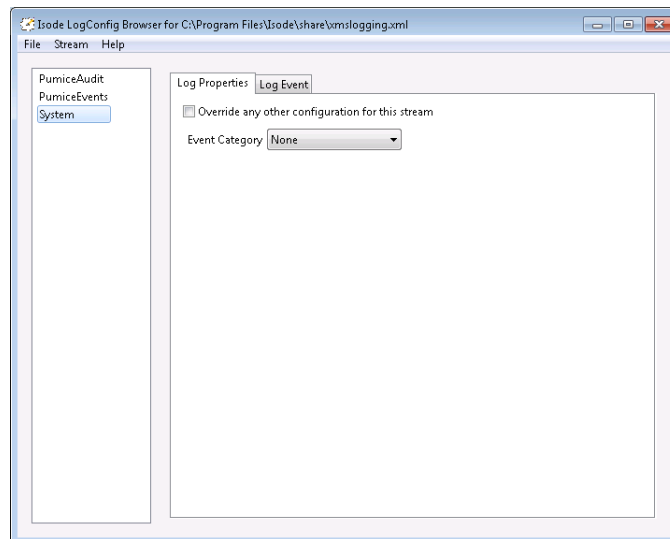 Isode LogConfig Browser for C:\Program Files\Isode\share\xmslogging.xml
File Stream Help
PumiceAudit
PumiceEvents
System
Log Properties Log Event
Override any other configuration for this stream
Event Category None